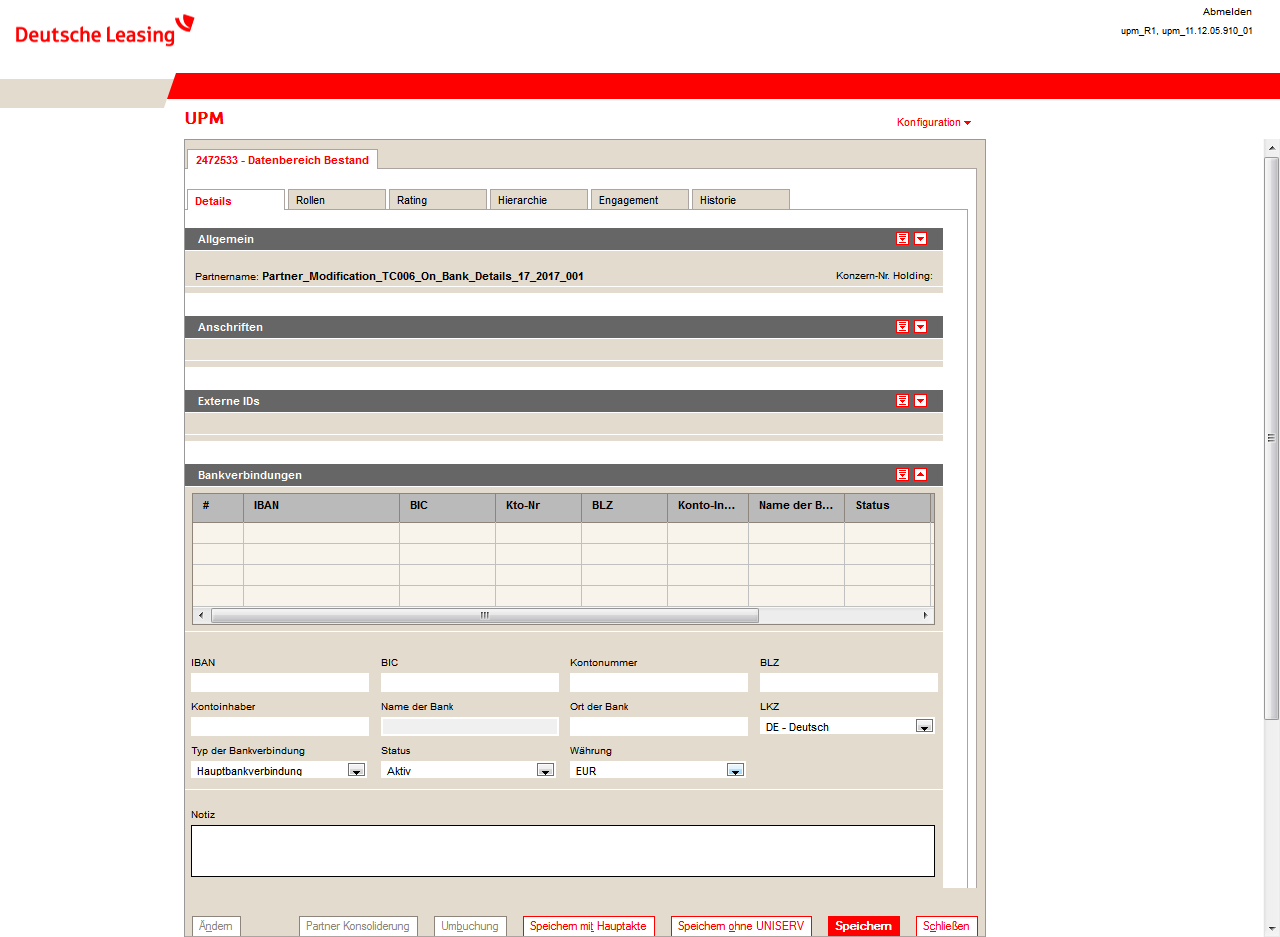 Abmelden
Deutsche Leasing
upm_R1, upm_11.12.05.910_01
UPM
Konfiguration
2472533 - Datenbereich Bestand
Details Rollen Rating Hierarchie Engagement Historie
Allgemein
Partnername: Partner_Modification_TC006_On_Bank_Details_17_2017_001 Konzern-Nr. Holding:
Anschriften
Externe IDs
Bankverbindungen
# IBAN BIC Kto-Nr BLZ Konto-In... Name der B... Status
IBAN BIC Kontonummer BLZ
Kontoinhaber Name der Bank Ort der Bank LKZ
DE - Deutsch
Typ der Bankverbindung Status Währung
Hauptbankverbindung Aktiv EUR
Notiz
Ändern Partner Konsolidierung Umbuchung Speichern mit Hauptakte Speichern ohne UNISERV Speichern Schließen